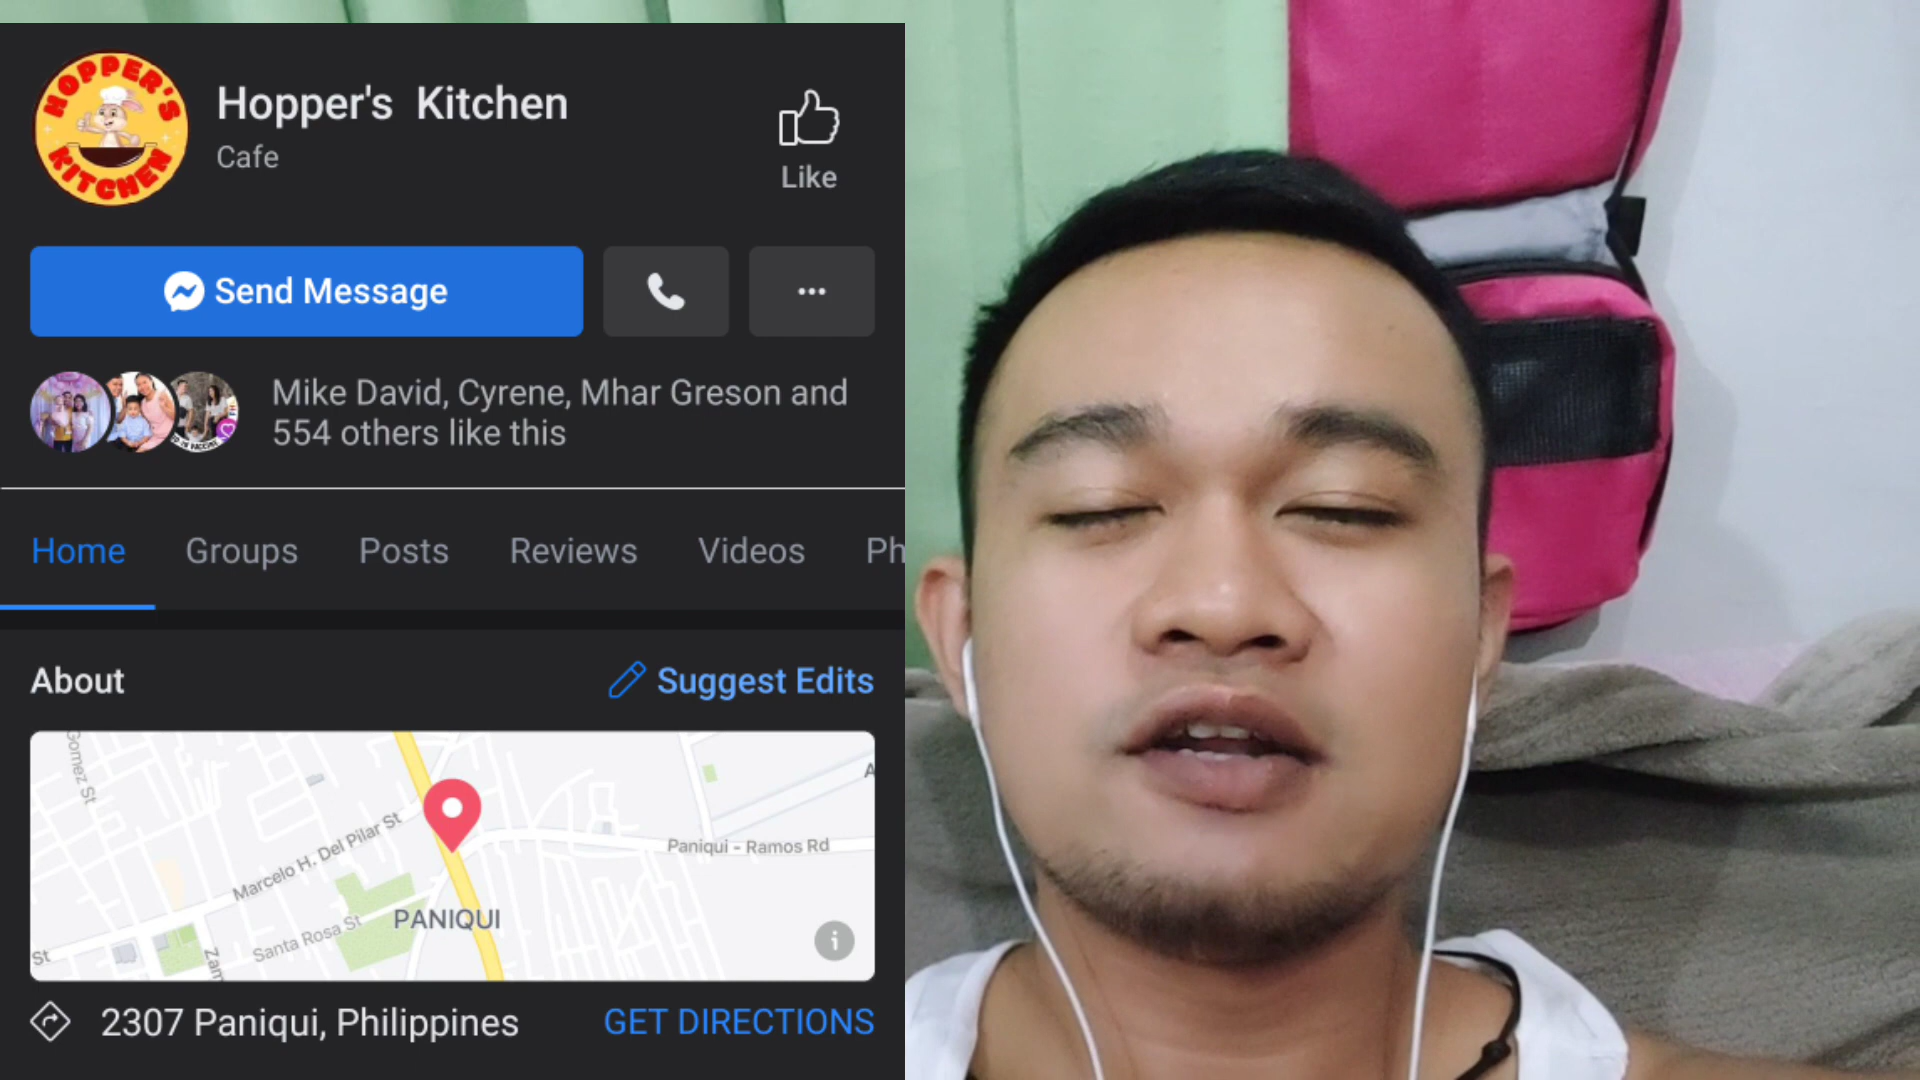 HOPPER'S
KITCHEN
Hopper's Kitchen
Cafe
Like
Send Message
Mike David, Cyrene, Mhar Greson and
554 others like this
Home Groups Posts Reviews Videos Ph
About
Suggest Edits
Gomez St
A
Marcelo H. Del Pilar St
Paniqui - Ramos Rd
PANIQUI
Santa Rosa St
St
Zam
2307 Paniqui, Philippines
GET DIRECTIONS